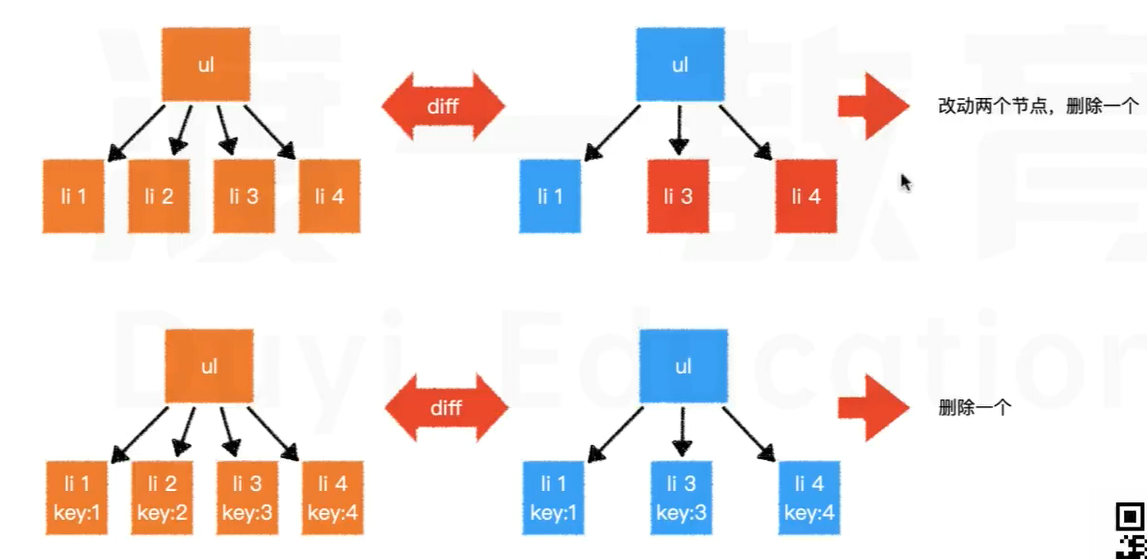 ul
diff
ul
改动两个节点，删除一个
li 1
li 2
li 3
li 4
li 1
li 3
li 4
渡一教育
Duyi Education
ul
diff
ul
删除一个
li 1
key:1
li 2
key:2
li 3
key:3
li 4
key:4
li 1
key:1
li 3
key:3
li 4
key:4